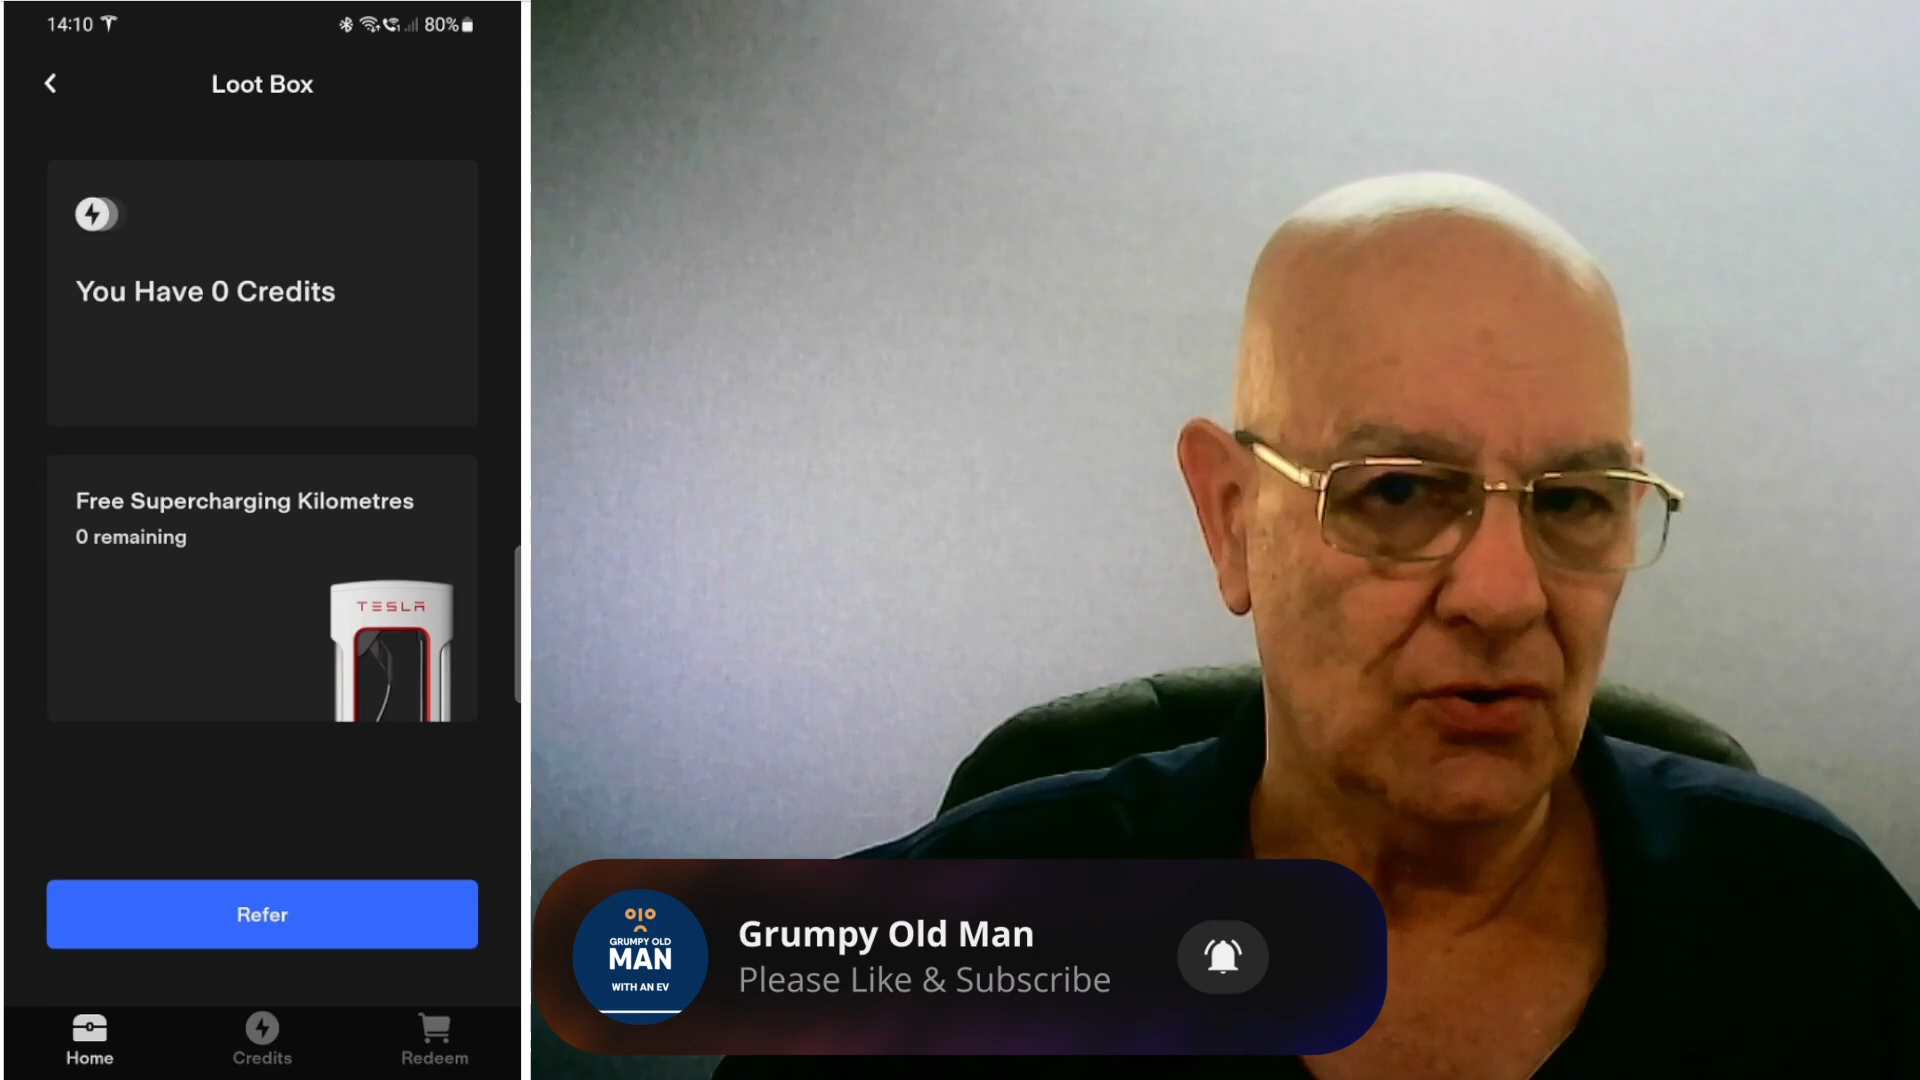 14:10
80%
Loot Box
You Have 0 Credits
Free Supercharging Kilometres
0 remaining
TESLA
Refer
Home
Credits
Redeem
GRUMPY OLD
MAN
WITH AN EV
Grumpy Old Man
Please Like & Subscribe